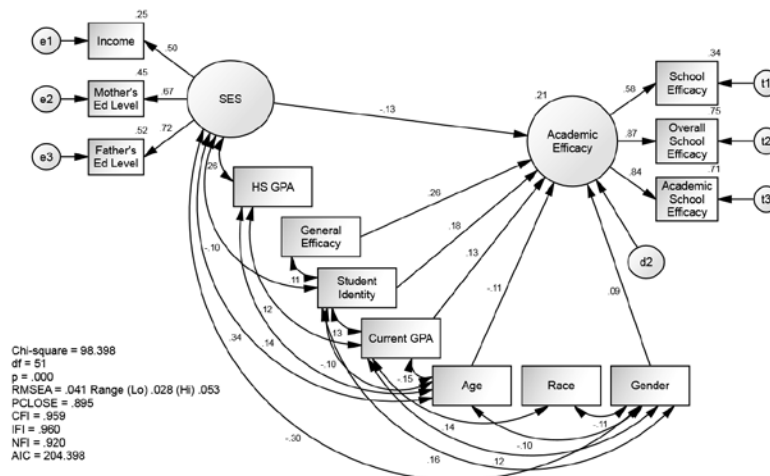 .25
e1
Income
.50
.45
e2
Mother's
Ed Level
.67
.52
e3
Father's
Ed Level
.72
SES
-.13
.21
Academic
Efficacy
.34
School
Efficacy
.58
t1
.75
Overall
School
Efficacy
.87
t2
.71
Academic
School
Efficacy
.84
t3
d2
.26
HS GPA
General
Efficacy
.26
.18
-.10
.11
Student
Identity
.13
.13
Current GPA
-.11
.09
.12
.34
.14
-.10
-.15
Age
Race
Gender
.14
-.10
-.11
-.30
.16
.12
Chi-square = 98.398
df = 51
p = .000
RMSEA = .041 Range (Lo) .028 (Hi) .053
PCLOSE = .895
CFI = .959
IFI = .960
NFI = .920
AIC = 204.398